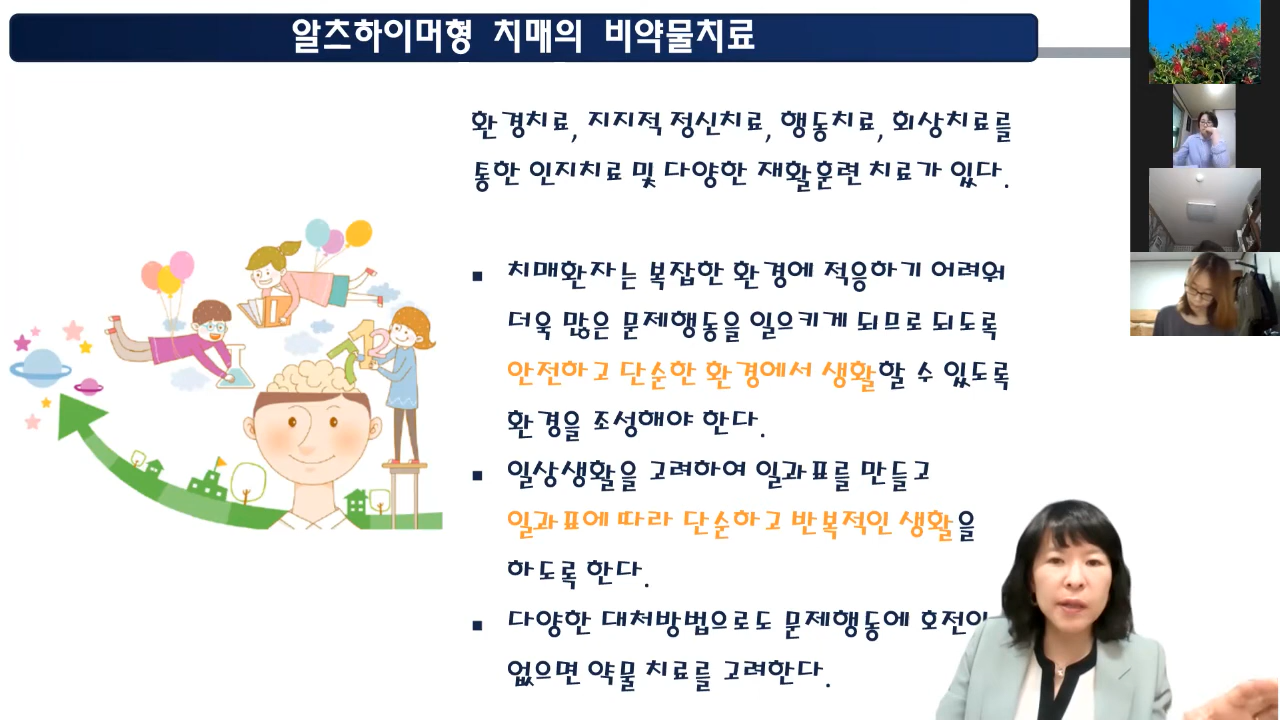 알츠하이머형 치매의 비약물치료
환경치료, 지지적 정신치료, 행동치료, 회상치료를
통한 인지치료 및 다양한 재활훈련 치료가 있다.
▪ 치매환자는 복잡한 환경에 적응하기 어려워
더욱 많은 문제행동을 일으키게 되므로 되도록
안전하고 단순한 환경에서 생활할 수 있도록
환경을 조성해야 한다.
▪ 일상생활을 고려하여 일과표를 만들고
일과표에 따라 단순하고 반복적인 생활을
하도록 한다.
▪ 다양한 대처방법으로도 문제행동에 호전이
없으면 약물 치료를 고려한다.
7 1 2